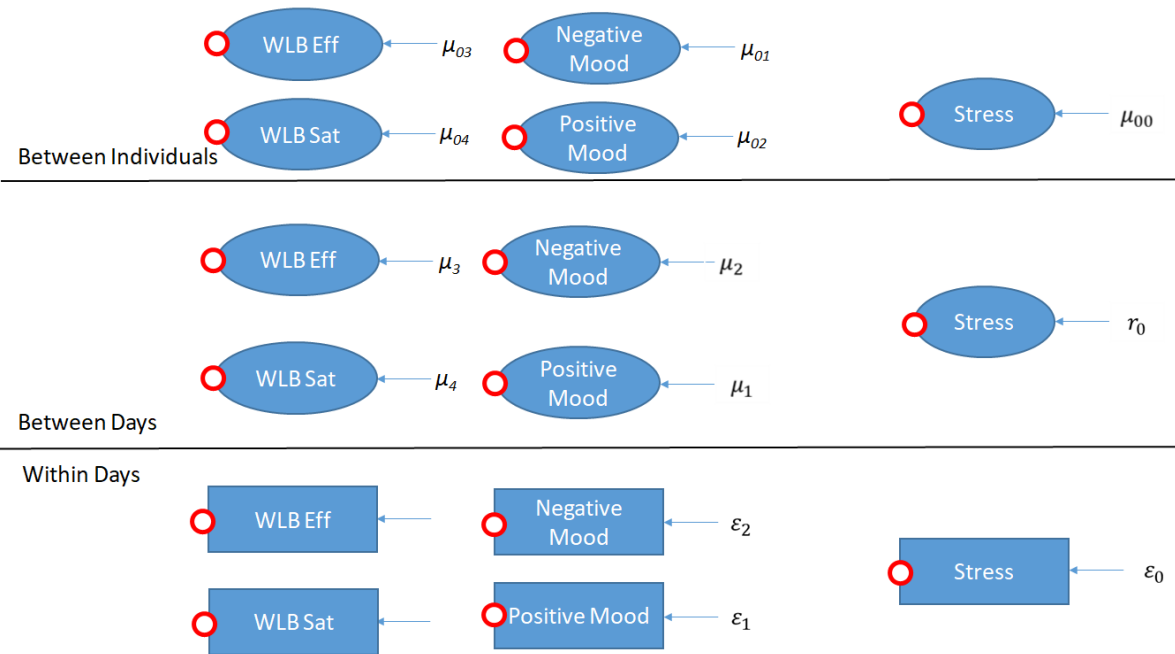 WLB Eff
μ03
Negative
Mood
μ01
WLB Sat
μ04
Positive
Mood
μ02
Stress
μ00
Between Individuals
WLB Eff
μ3
Negative
Mood
μ2
Stress
r0
WLB Sat
μ4
Positive
Mood
μ1
Between Days
Within Days
WLB Eff
Negative
Mood
ε2
Stress
ε0
WLB Sat
Positive Mood
ε1